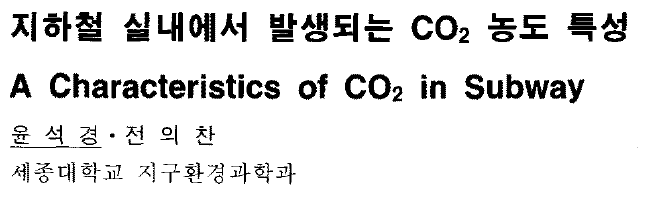 지하철 실내에서 발생되는 CO₂ 농도 특성
A Characteristics of CO₂ in Subway
윤 석 경 · 전 의 찬
세종대학교 지구환경과학과